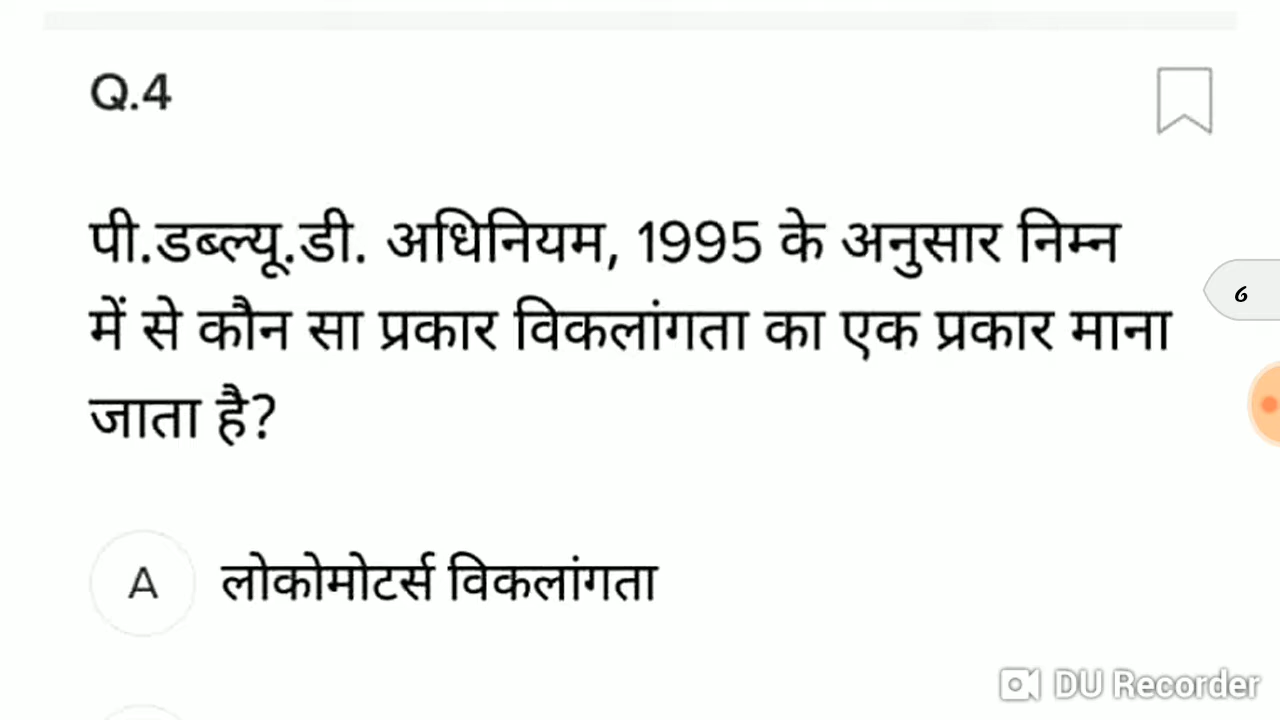 Q.4
पी.डब्ल्यू.डी. अधिनियम, 1995 के अनुसार निम्न
में से कौन सा प्रकार विकलांगता का एक प्रकार माना
जाता है?
6
A लोकोमोटर्स विकलांगता
DU Recorder